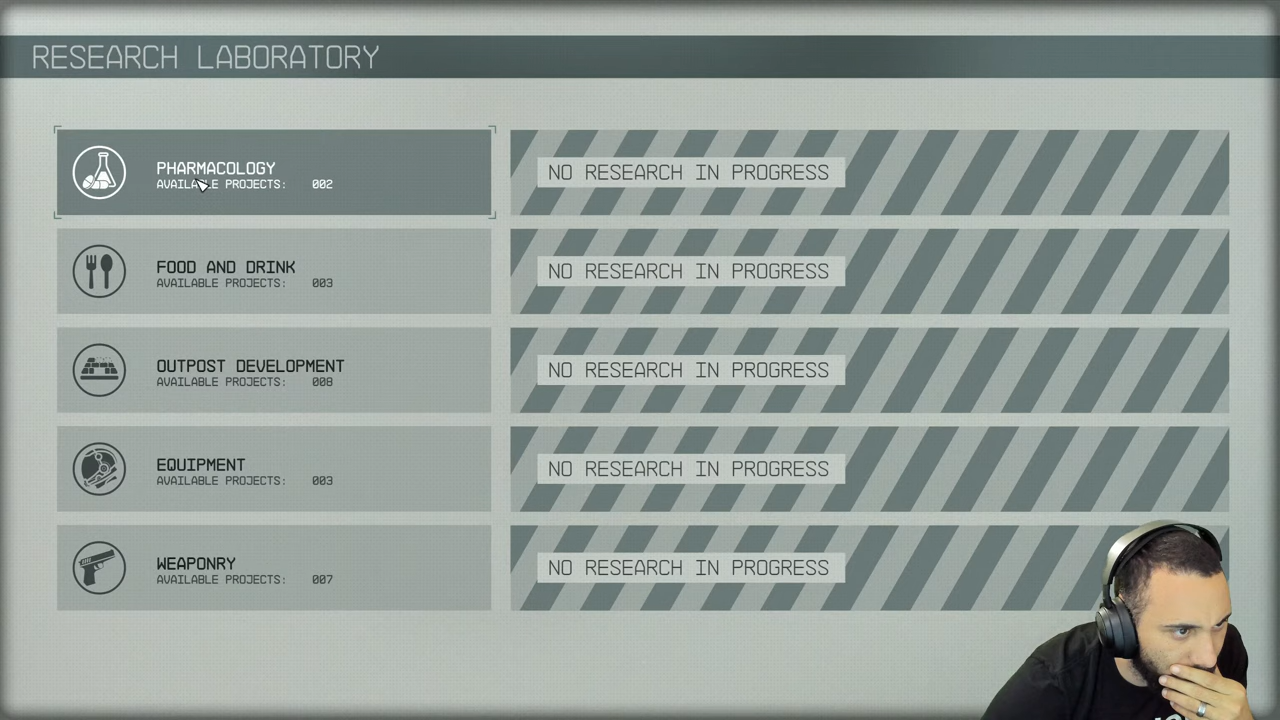 RESEARCH LABORATORY
PHARMACOLOGY
AVAILABLE PROJECTS: 002
NO RESEARCH IN PROGRESS
FOOD AND DRINK
AVAILABLE PROJECTS: 003
NO RESEARCH IN PROGRESS
OUTPOST DEVELOPMENT
AVAILABLE PROJECTS: 008
NO RESEARCH IN PROGRESS
EQUIPMENT
AVAILABLE PROJECTS: 003
NO RESEARCH IN PROGRESS
WEAPONRY
AVAILABLE PROJECTS: 007
NO RESEARCH IN PROGRESS